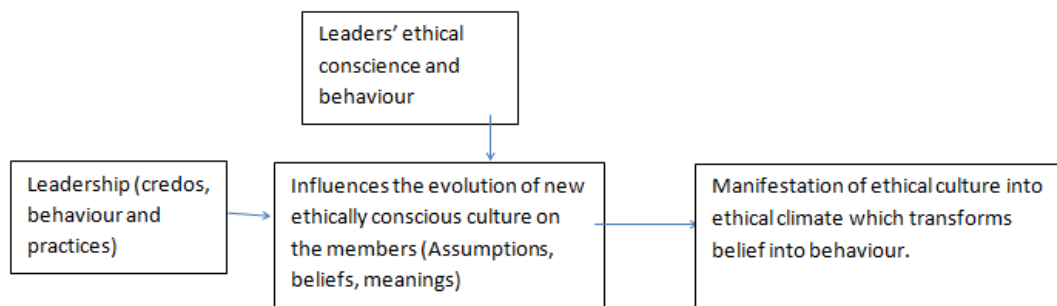 Leaders' ethical
conscience and
behaviour
Leadership (credos,
behaviour and
practices)
Influences the evolution of new
ethically conscious culture on
the members (Assumptions,
beliefs, meanings)
Manifestation of ethical culture into
ethical climate which transforms
belief into behaviour.